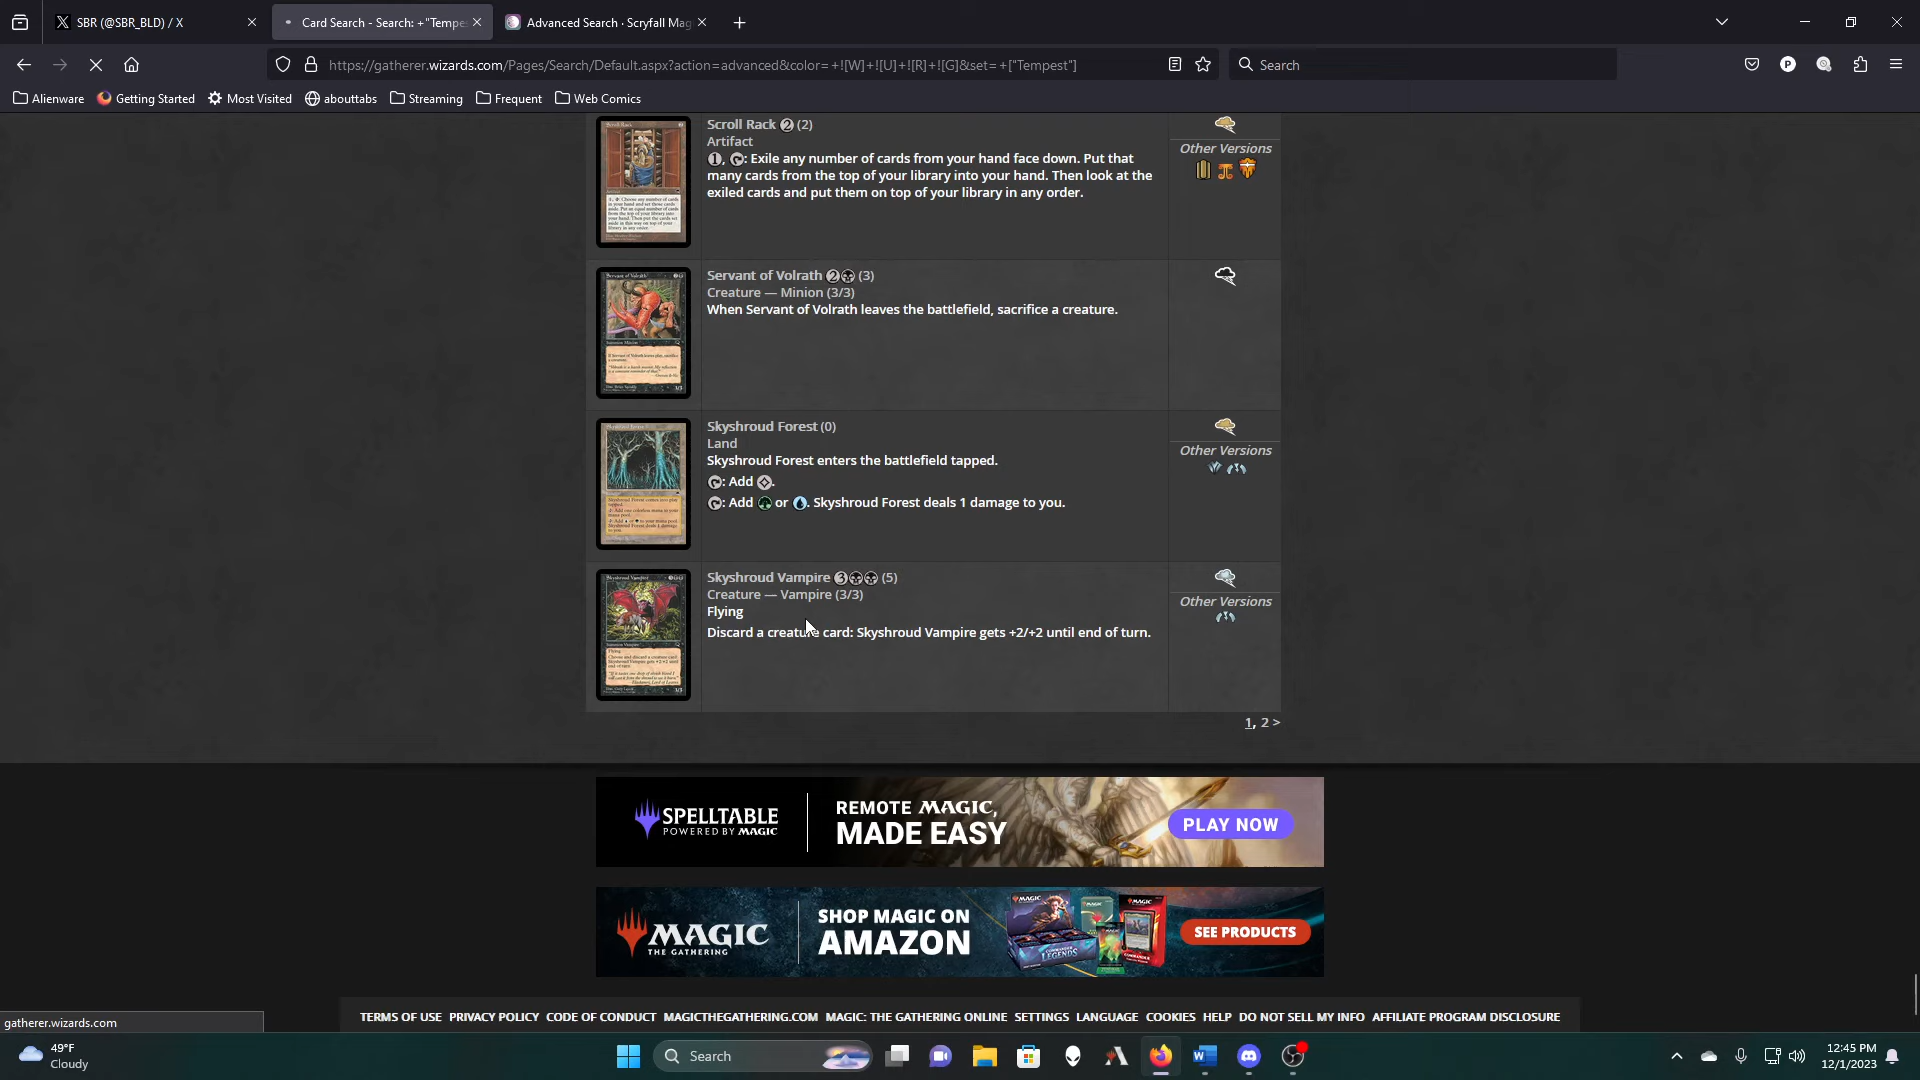 SBR (@SBR_BLD) / X
Card Search - Search: +"Tempe
Advanced Search · Scryfall Mag
https://gatherer.wizards.com/Pages/Search/Default.aspx?action=advanced&color=+![W]+![U]+![R]+![G]&set=+["Tempest"]
Search
Alienware
Getting Started
Most Visited
abouttabs
Streaming
Frequent
Web Comics
Scroll Rack 2 (2)
Artifact
1, : Exile any number of cards from your hand face down. Put that
many cards from the top of your library into your hand. Then look at the
exiled cards and put them on top of your library in any order.
Other Versions
Servant of Volrath 2 (3)
Creature — Minion (3/3)
When Servant of Volrath leaves the battlefield, sacrifice a creature.
Skyshroud Forest (0)
Land
Skyshroud Forest enters the battlefield tapped.
: Add .
: Add or . Skyshroud Forest deals 1 damage to you.
Other Versions
Skyshroud Vampire 3 (5)
Creature — Vampire (3/3)
Flying
Discard a creature card: Skyshroud Vampire gets +2/+2 until end of turn.
Other Versions
1, 2 >
SPELLTABLE
POWERED BY MAGIC
REMOTE MAGIC,
MADE EASY
PLAY NOW
MAGIC
THE GATHERING
SHOP MAGIC ON
AMAZON
SEE PRODUCTS
TERMS OF USE PRIVACY POLICY CODE OF CONDUCT MAGICTHEGATHERING.COM MAGIC: THE GATHERING ONLINE SETTINGS LANGUAGE COOKIES HELP DO NOT SELL MY INFO AFFILIATE PROGRAM DISCLOSURE
gatherer.wizards.com
49°F
Cloudy
Search
12:45 PM
12/1/2023